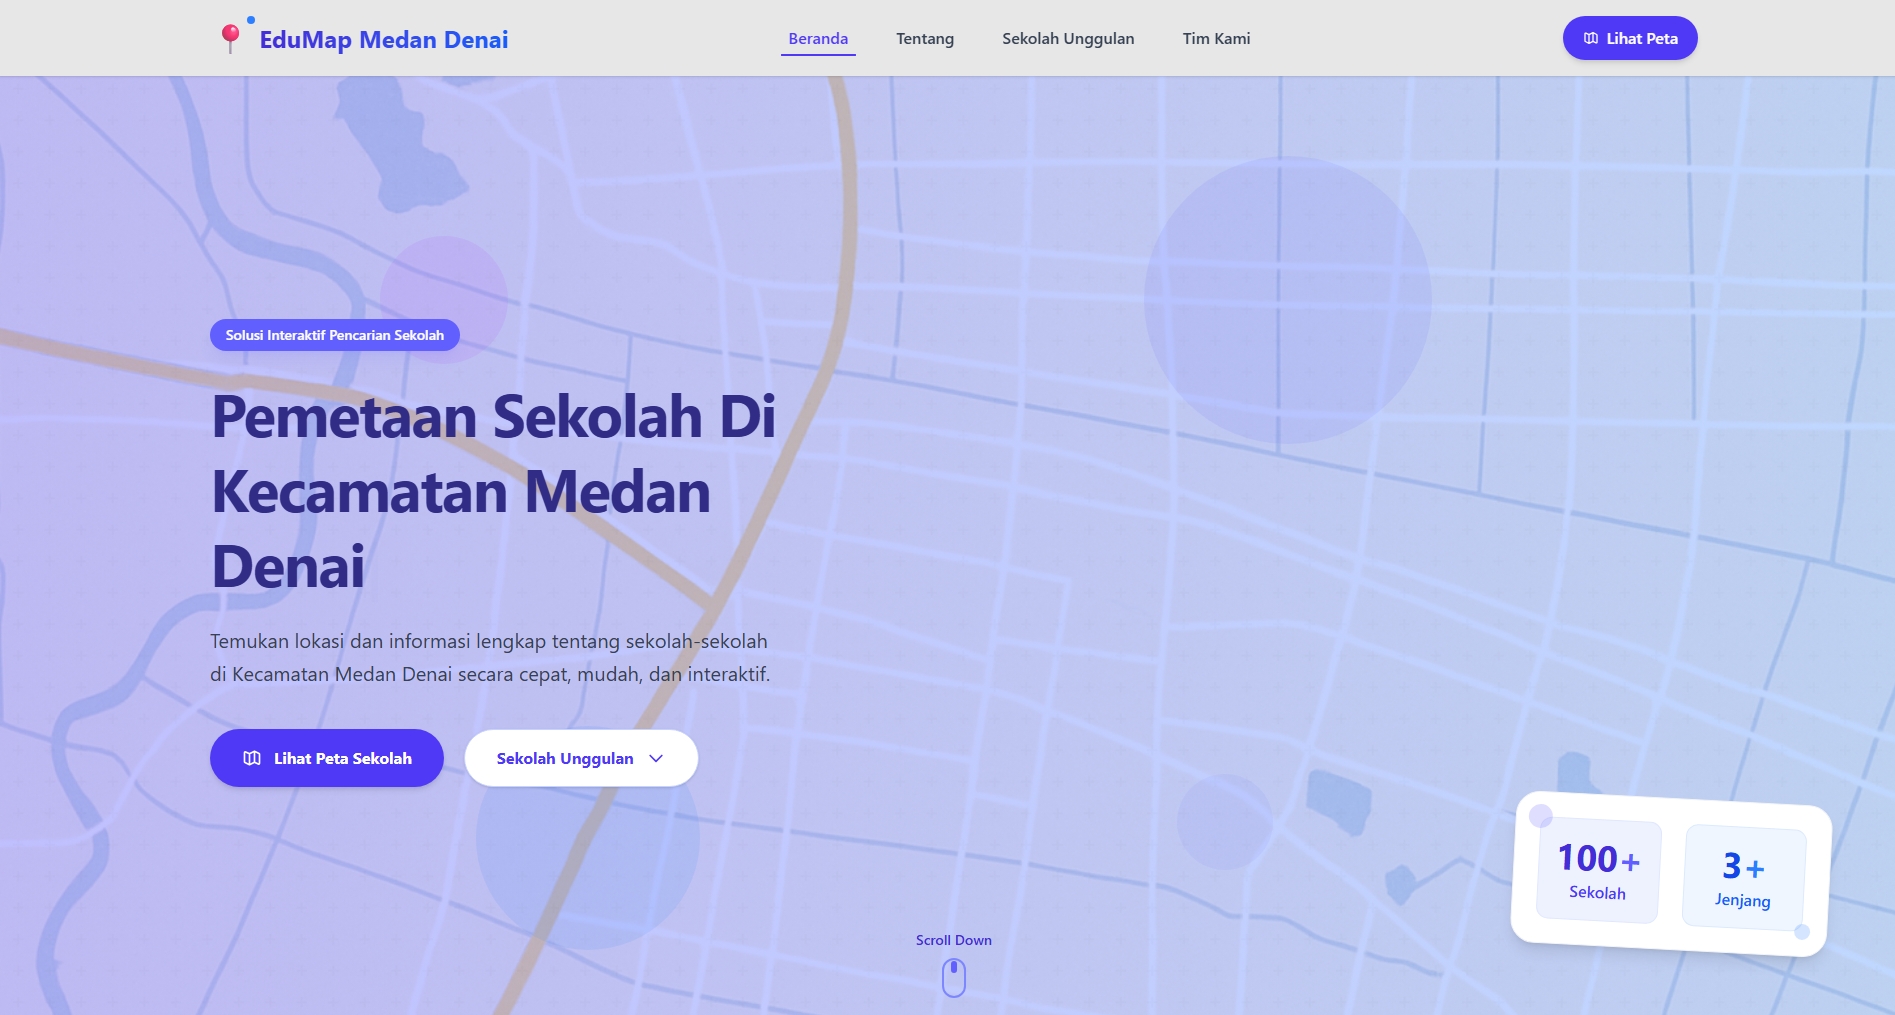 EduMap Medan Denai
Beranda
Tentang
Sekolah Unggulan
Tim Kami
Lihat Peta
Solusi Interaktif Pencarian Sekolah
Pemetaan Sekolah Di
Kecamatan Medan
Denai
Temukan lokasi dan informasi lengkap tentang sekolah-sekolah
di Kecamatan Medan Denai secara cepat, mudah, dan interaktif.
Lihat Peta Sekolah
Sekolah Unggulan
100+
Sekolah
3+
Jenjang
Scroll Down